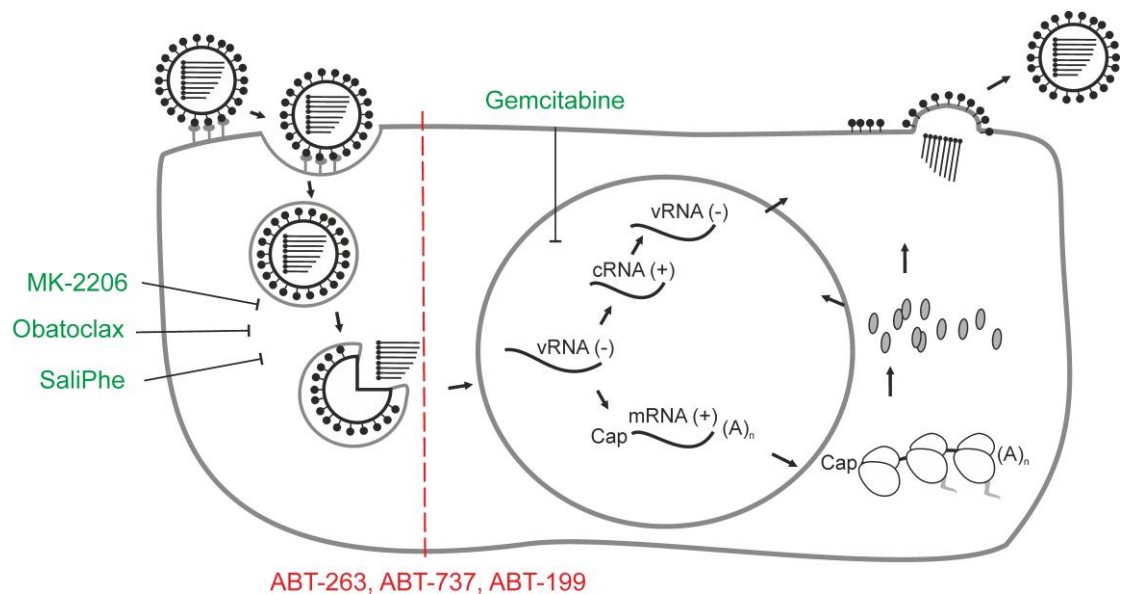 Gemcitabine
vRNA (-)
cRNA (+)
MK-2206
Obatoclax
vRNA (-)
SaliPhe
mRNA (+)
Cap
(A)n
Cap
(A)n
ABT-263, ABT-737, ABT-199